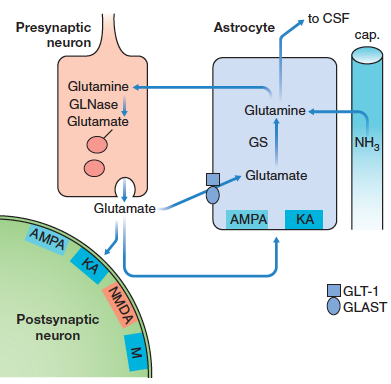 Presynaptic
neuron
Astrocyte
to CSF
cap.
Glutamine
GLNase
Glutamate
Glutamine
GS
NH3
Glutamate
Glutamate
AMPA
KA
AMPA
KA
NMDA
M
Postsynaptic
neuron
GLT-1
GLAST